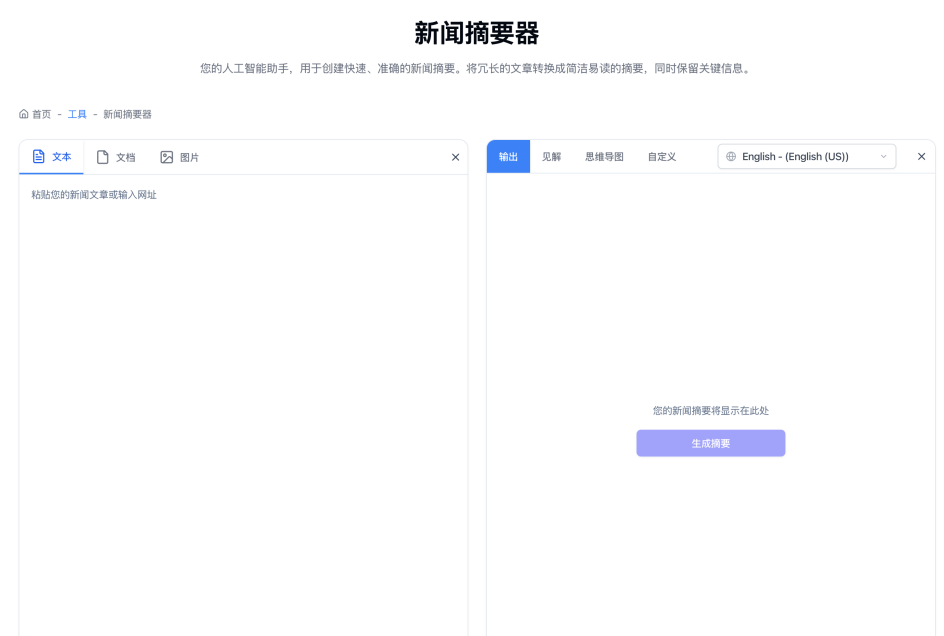 新闻摘要器
您的人工智能助手，用于创建快速、准确的新闻摘要。将冗长的文章转换成简洁易读的摘要，同时保留关键信息。
首页 - 工具 - 新闻摘要器
文本 文档 图片
粘贴您的新闻文章或输入网址
输出 见解 思维导图 自定义 English - (English (US))
您的新闻摘要将显示在此处
生成摘要